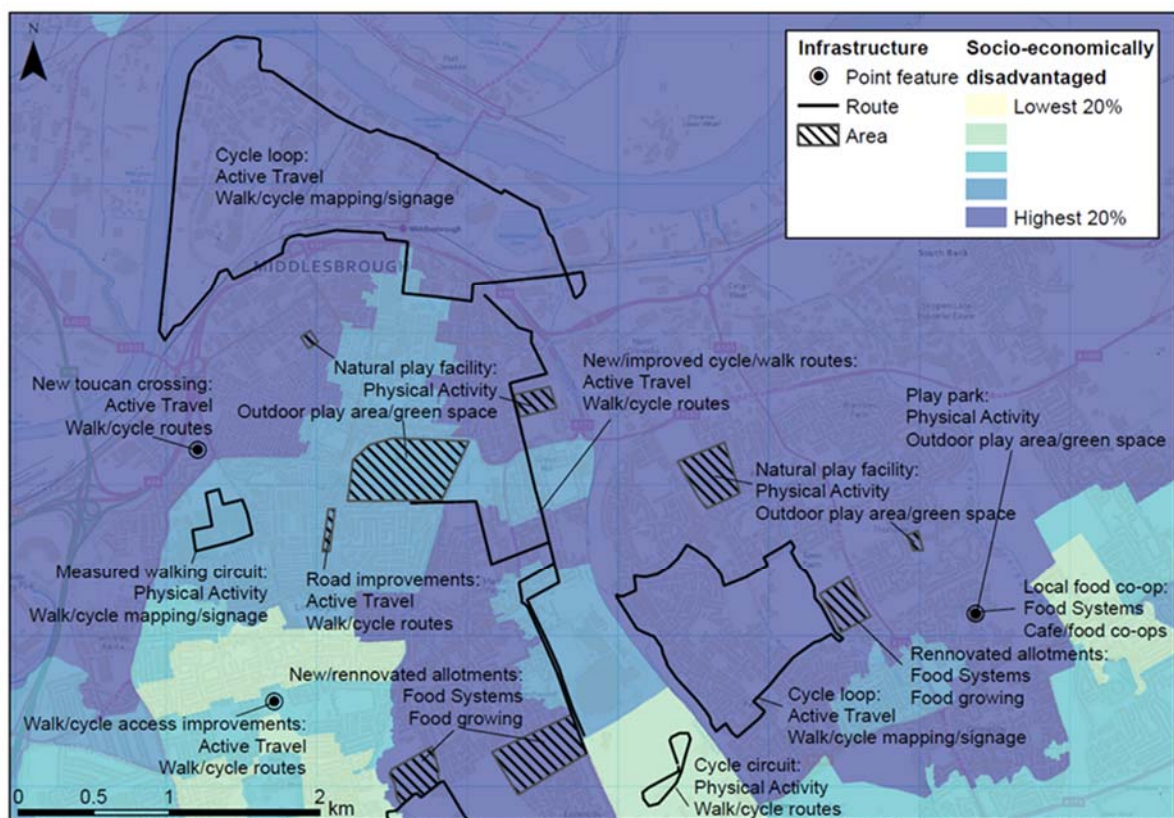 N
Infrastructure
Point feature
Route
Area
Socio-economically
disadvantaged
Lowest 20%
Highest 20%
Cycle loop:
Active Travel
Walk/cycle mapping/signage
Middlesbrough
MIDDLESBROUGH
South Bank
Natural play facility:
Physical Activity
Outdoor play area/green space
New/improved cycle/walk routes:
Active Travel
Walk/cycle routes
New toucan crossing:
Active Travel
Walk/cycle routes
Play park:
Physical Activity
Outdoor play area/green space
Natural play facility:
Physical Activity
Outdoor play area/green space
Measured walking circuit:
Physical Activity
Walk/cycle mapping/signage
Road improvements:
Active Travel
Walk/cycle routes
Local food co-op:
Food Systems
Cafe/food co-ops
New/rennovated allotments:
Food Systems
Food growing
Rennovated allotments:
Food Systems
Food growing
Walk/cycle access improvements:
Active Travel
Walk/cycle routes
Cycle loop:
Active Travel
Walk/cycle mapping/signage
Cycle circuit:
Physical Activity
Walk/cycle routes
0 0.5 1 2
km